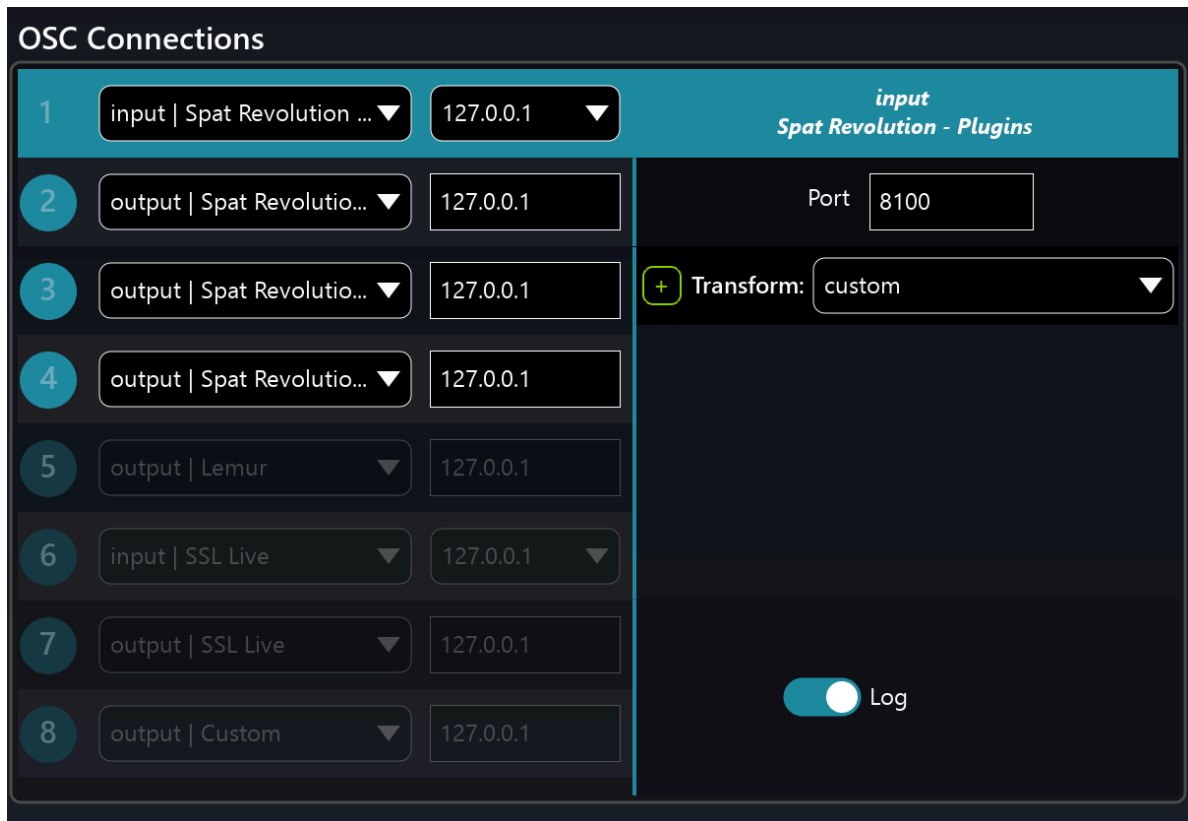 OSC Connections
1 input | Spat Revolution ... 127.0.0.1
input
Spat Revolution - Plugins
2 output | Spat Revolutio... 127.0.0.1
Port 8100
3 output | Spat Revolutio... 127.0.0.1
+ Transform: custom
4 output | Spat Revolutio... 127.0.0.1
5 output | Lemur 127.0.0.1
6 input | SSL Live 127.0.0.1
7 output | SSL Live 127.0.0.1
Log
8 output | Custom 127.0.0.1